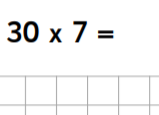 30 x 7 =